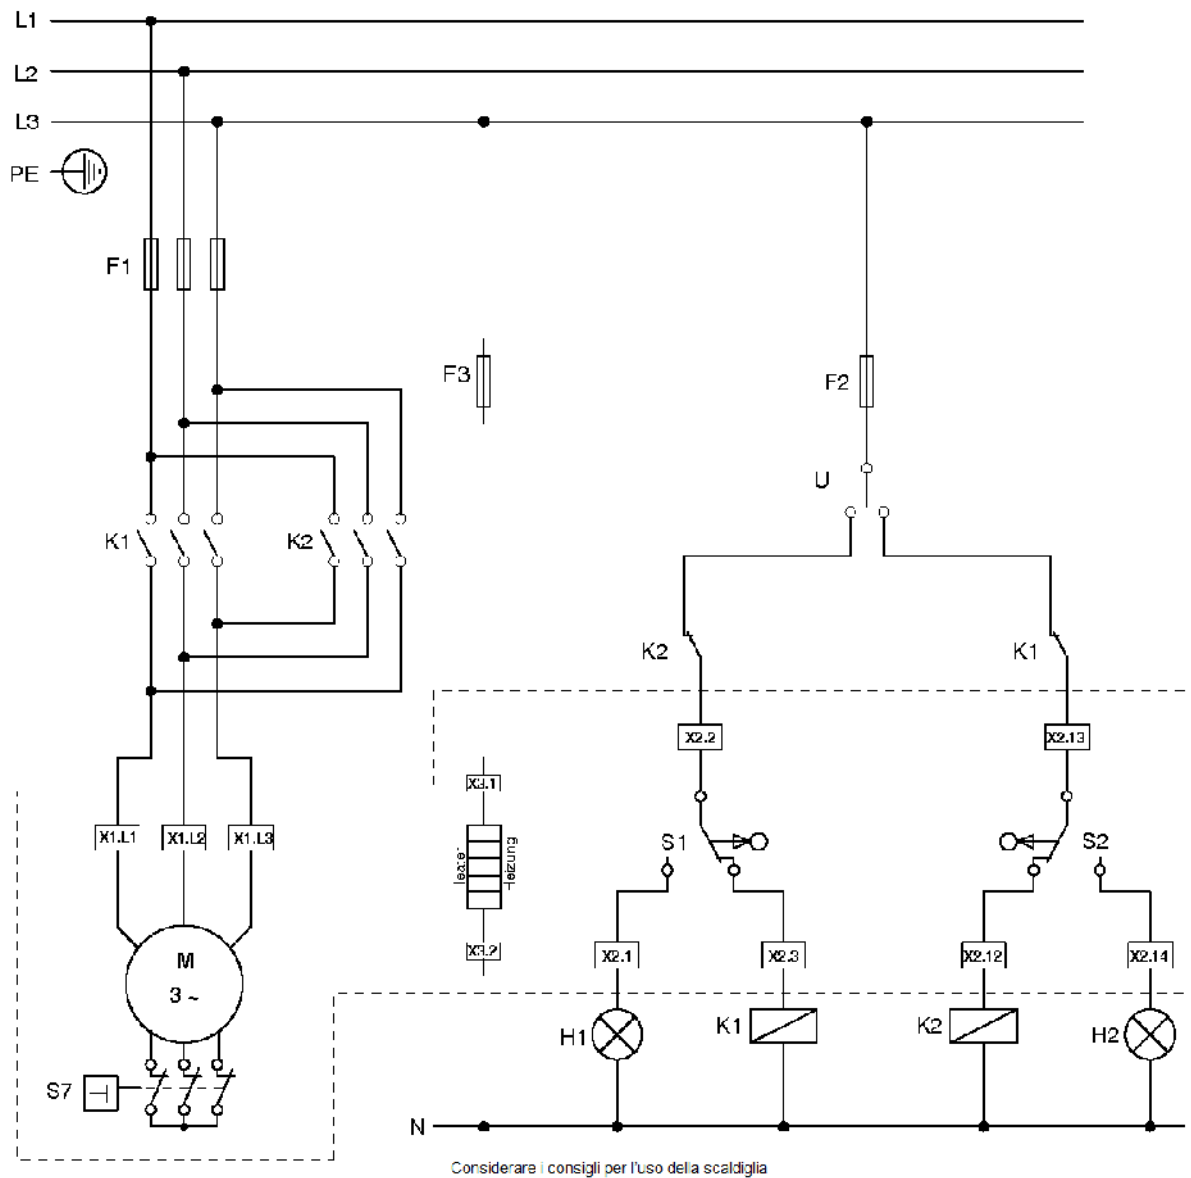 L1
L2
L3
PE
F1
F3
F2
U
K1
K2
K2
K1
X2.2
X2.13
X3.1
X1.L1
X1.L2
X1.L3
S1
S2
Heizung
M
3 ~
X3.2
X2.1
X2.3
X2.12
X2.14
H1
K1
K2
H2
S7
N
Considerare i consigli per l'uso della scaldiglia